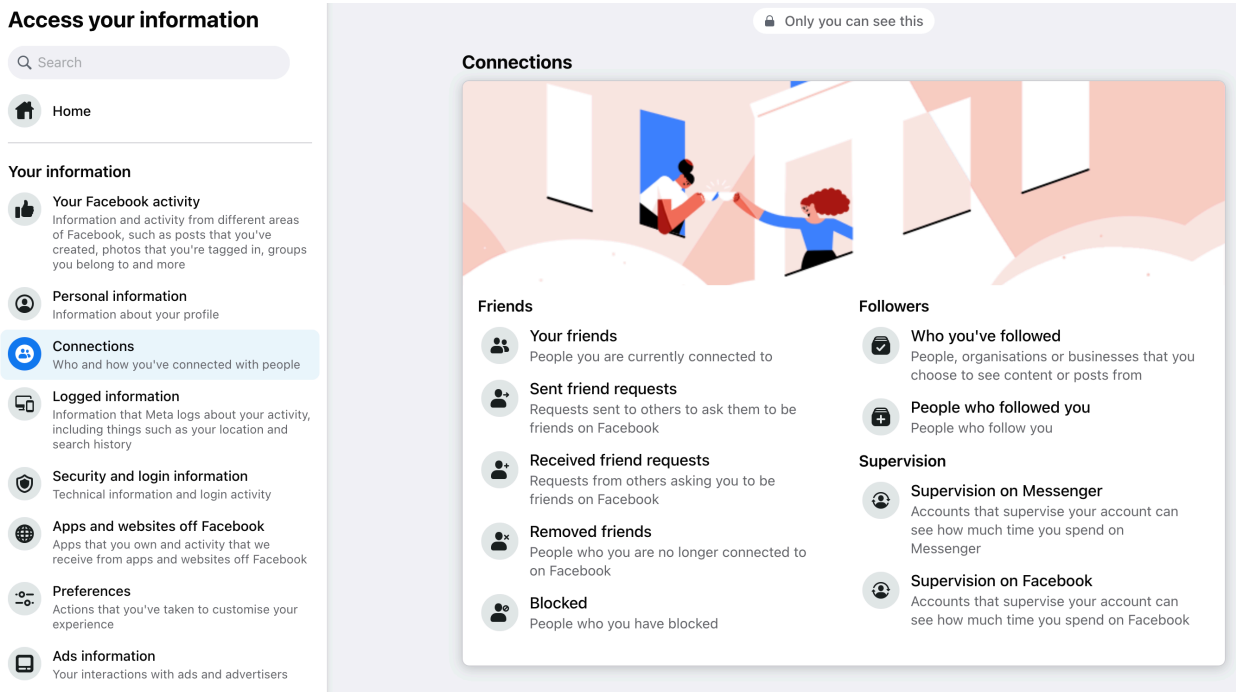 Access your information
Search
Home
Your information
Your Facebook activity
Information and activity from different areas
of Facebook, such as posts that you've
created, photos that you're tagged in, groups
you belong to and more
Personal information
Information about your profile
Connections
Who and how you've connected with people
Logged information
Information that Meta logs about your activity,
including things such as your location and
search history
Security and login information
Technical information and login activity
Apps and websites off Facebook
Apps that you own and activity that we
receive from apps and websites off Facebook
Preferences
Actions that you've taken to customise your
experience
Ads information
Your interactions with ads and advertisers
Only you can see this
Connections
Friends
Your friends
People you are currently connected to
Sent friend requests
Requests sent to others to ask them to be
friends on Facebook
Received friend requests
Requests from others asking you to be
friends on Facebook
Removed friends
People who you are no longer connected to
on Facebook
Blocked
People who you have blocked
Followers
Who you've followed
People, organisations or businesses that you
choose to see content or posts from
People who followed you
People who follow you
Supervision
Supervision on Messenger
Accounts that supervise your account can
see how much time you spend on
Messenger
Supervision on Facebook
Accounts that supervise your account can
see how much time you spend on Facebook